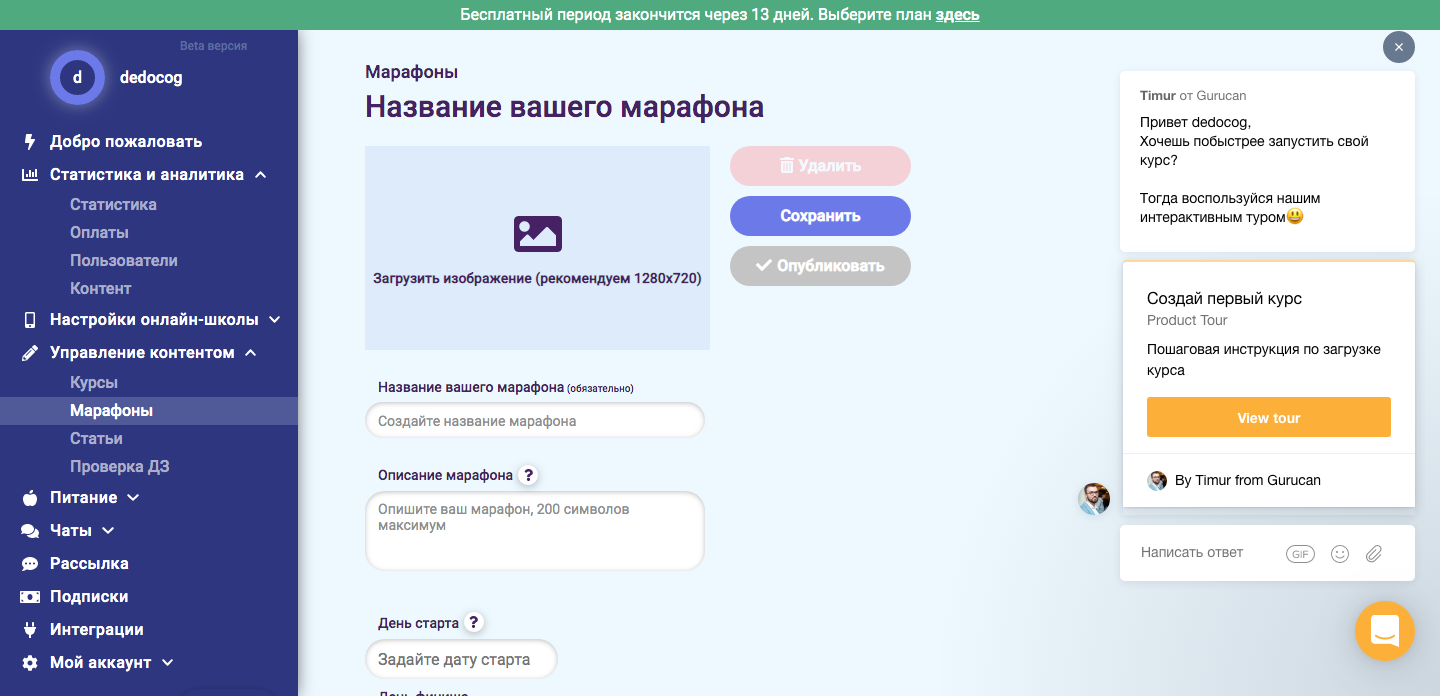 Бесплатный период закончится через 13 дней. Выберите план здесь
Beta версия
d
dedocog
Добро пожаловать
Статистика и аналитика
Статистика
Оплаты
Пользователи
Контент
Настройки онлайн-школы
Управление контентом
Курсы
Марафоны
Статьи
Проверка ДЗ
Питание
Чаты
Рассылка
Подписки
Интеграции
Мой аккаунт
Марафоны
Название вашего марафона
Загрузить изображение (рекомендуем 1280x720)
Удалить
Сохранить
Опубликовать
Название вашего марафона (обязательно)
Создайте название марафона
Описание марафона ?
Опишите ваш марафон, 200 символов
максимум
День старта ?
Задайте дату старта
День финиша
Timur от Gurucan
Привет dedocog,
Хочешь побыстрее запустить свой
курс?
Тогда воспользуйся нашим
интерактивным туром😃
Создай первый курс
Product Tour
Пошаговая инструкция по загрузке
курса
View tour
By Timur from Gurucan
Написать ответ
GIF